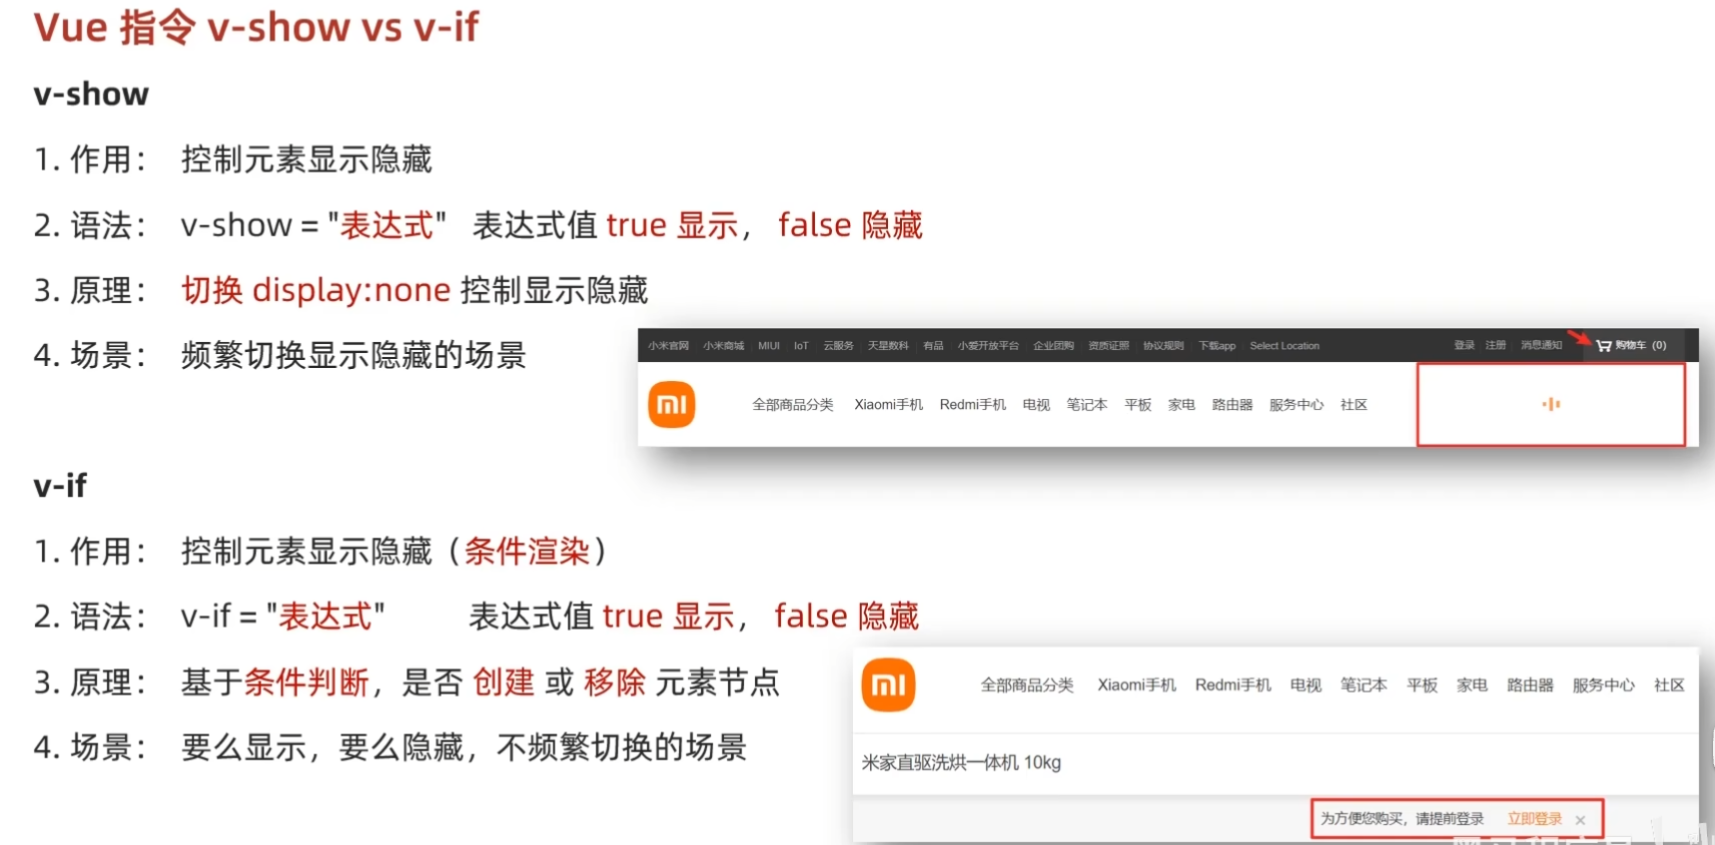 Vue 指令 v-show vs v-if
v-show
1. 作用： 控制元素显示隐藏
2. 语法： v-show = "表达式" 表达式值 true 显示， false 隐藏
3. 原理： 切换 display:none 控制显示隐藏
4. 场景： 频繁切换显示隐藏的场景
小米官网 小米商城 MIUI IoT 云服务 天星数科 有品 小爱开放平台 企业团购 资质证照 协议规则 下载app Select Location 登录 注册 消息通知 购物车 (0)
mi 全部商品分类 Xiaomi手机 Redmi手机 电视 笔记本 平板 家电 路由器 服务中心 社区
v-if
1. 作用： 控制元素显示隐藏（条件渲染）
2. 语法： v-if = "表达式" 表达式值 true 显示， false 隐藏
3. 原理： 基于条件判断，是否 创建 或 移除 元素节点
4. 场景： 要么显示，要么隐藏，不频繁切换的场景
mi 全部商品分类 Xiaomi手机 Redmi手机 电视 笔记本 平板 家电 路由器 服务中心 社区
米家直驱洗烘一体机 10kg
为方便您购买，请提前登录 立即登录 ×